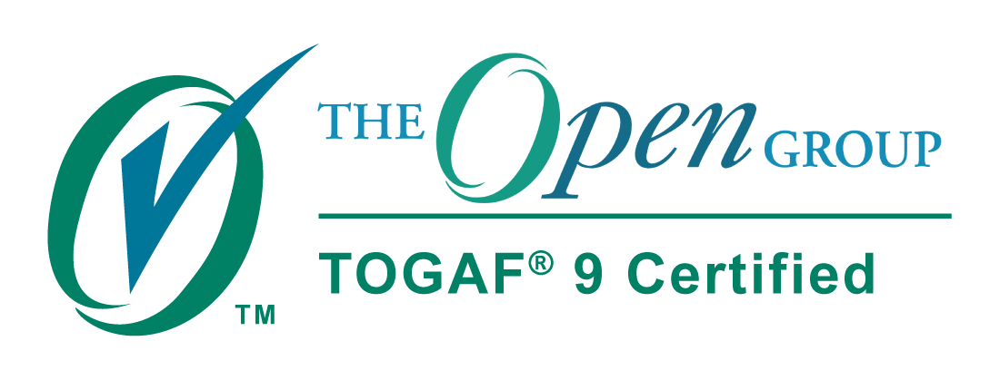 THE Open GROUP
TOGAF® 9 Certified
TM